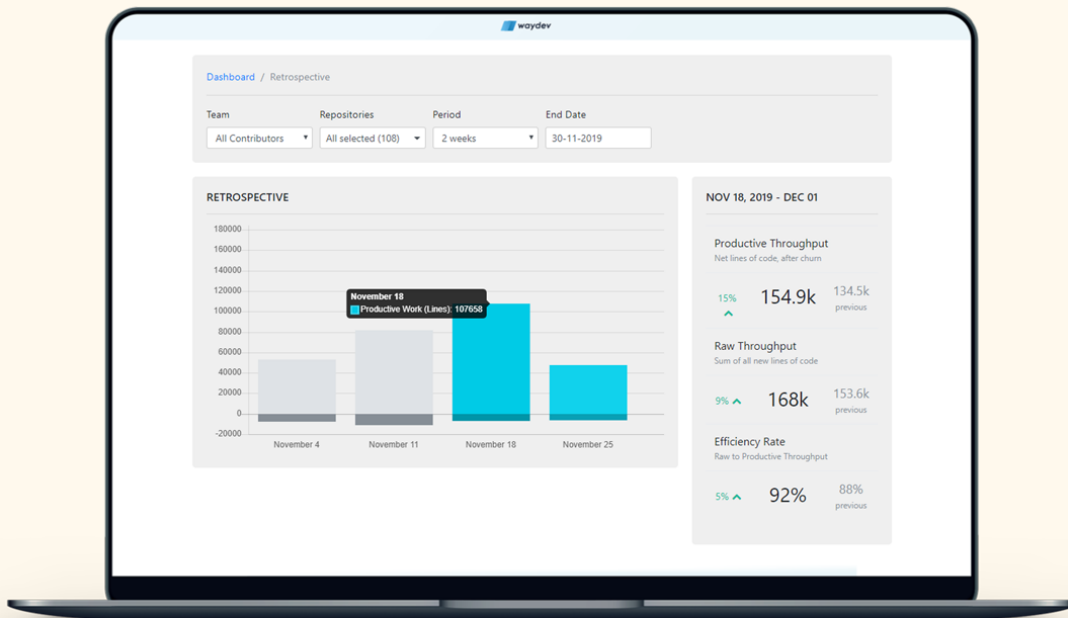 waydev
Dashboard / Retrospective
Team Repositories Period End Date
All Contributors All selected (108) 2 weeks 30-11-2019
RETROSPECTIVE
180000
160000
140000
120000
100000
80000
60000
40000
20000
0
-20000
November 18
Productive Work (Lines): 107658
November 4 November 11 November 18 November 25
NOV 18, 2019 - DEC 01
Productive Throughput
Net lines of code, after churn
15% 154.9k 134.5k
previous
Raw Throughput
Sum of all new lines of code
9% 168k 153.6k
previous
Efficiency Rate
Raw to Productive Throughput
5% 92% 88%
previous